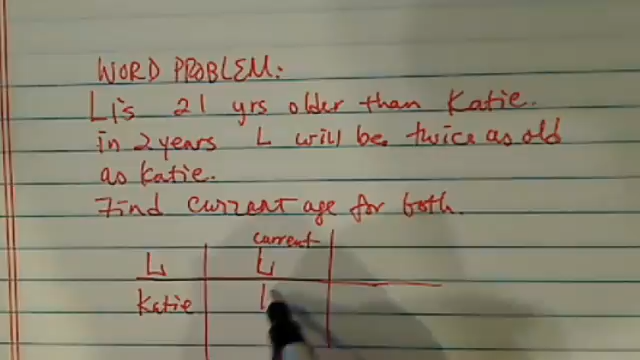 WORD PROBLEM:
L is 21 yrs older than Katie.
in 2 years L will be twice as old
as Katie.
Find current age for both.
current
L L
Katie